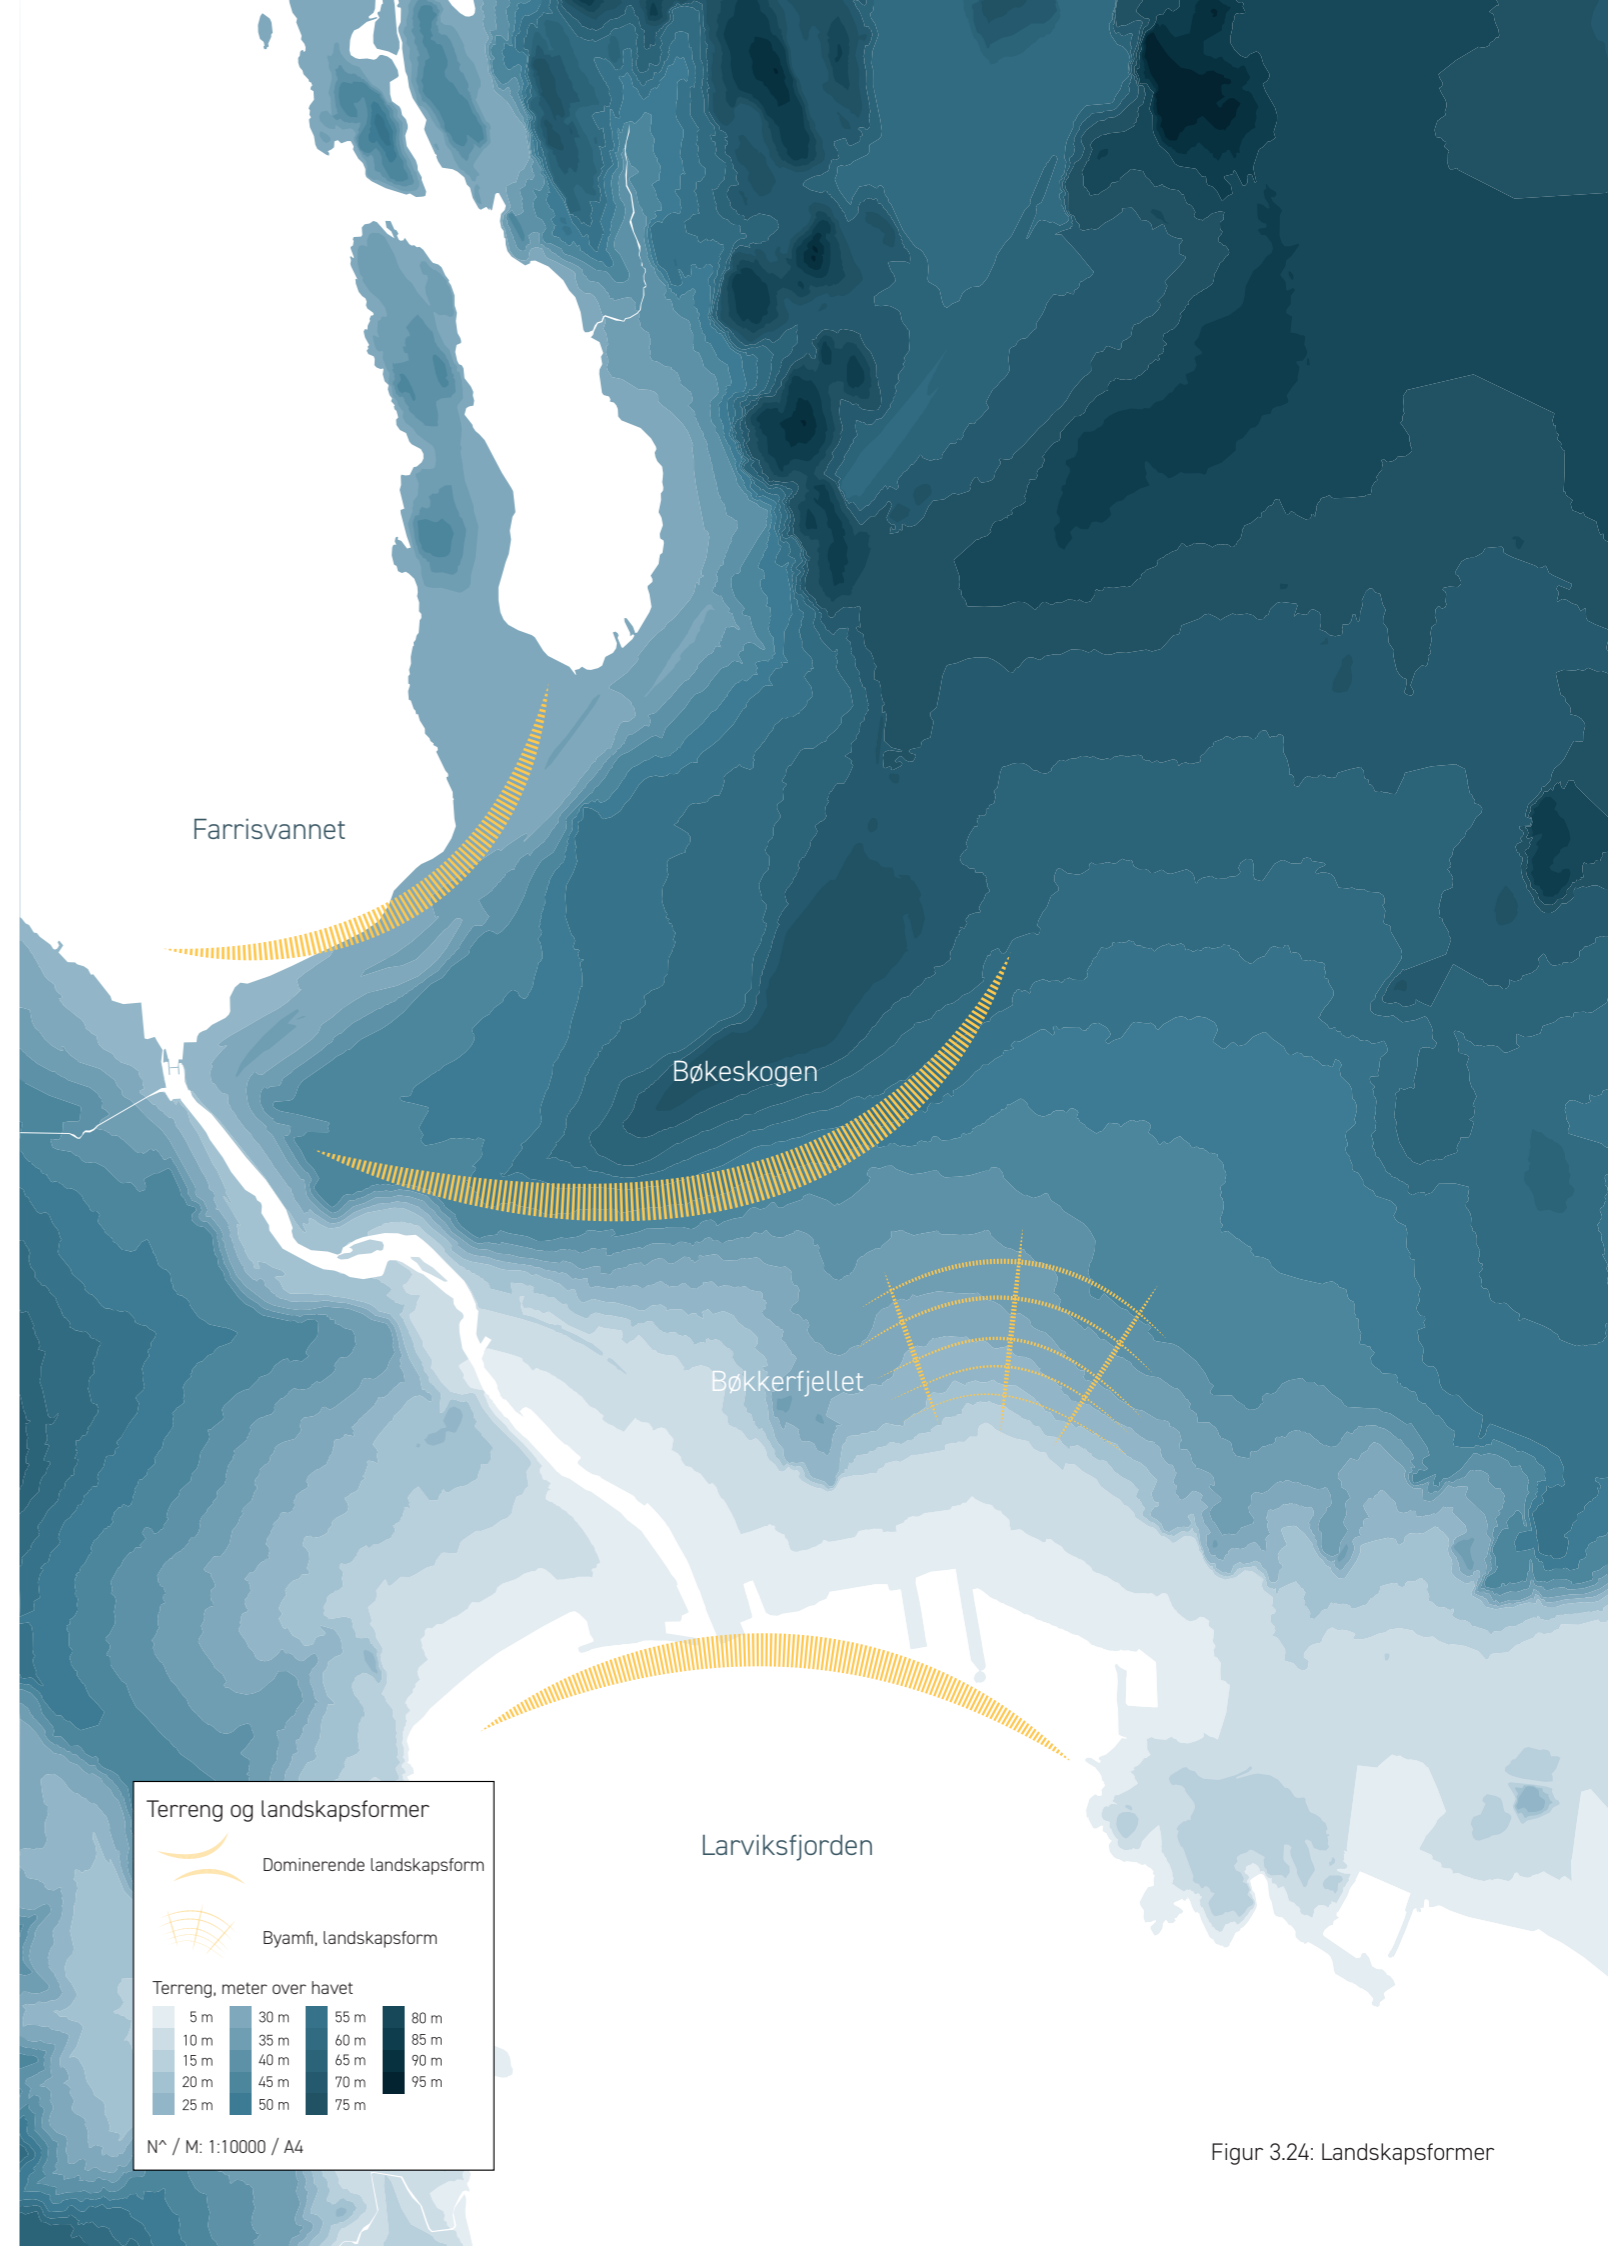 Farrisvannet
Bøkeskogen
Bøkkerfjellet
Larviksfjorden
Terreng og landskapsformer
Dominerende landskapsform
Byamfi, landskapsform
Terreng, meter over havet
5 m
10 m
15 m
20 m
25 m
30 m
35 m
40 m
45 m
50 m
55 m
60 m
65 m
70 m
75 m
80 m
85 m
90 m
95 m
N^ / M: 1:10000 / A4
Figur 3.24: Landskapsformer